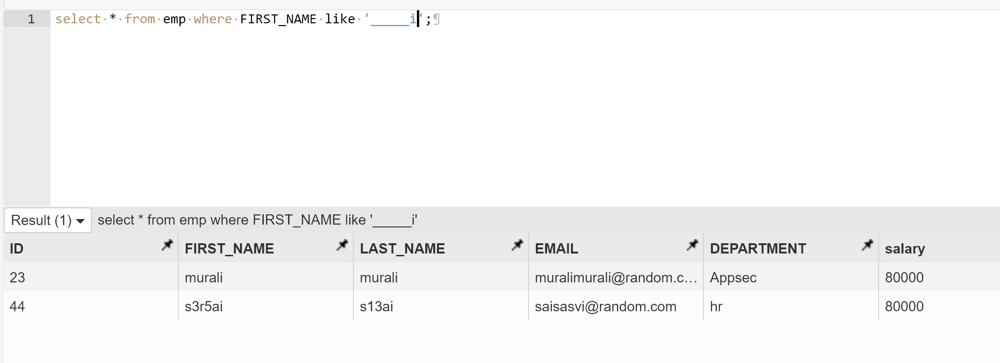 1 select * from emp where FIRST_NAME like '_____i';
Result (1) select * from emp where FIRST_NAME like '_____i'
ID FIRST_NAME LAST_NAME EMAIL DEPARTMENT salary
23 murali murali muralimurali@random.c... Appsec 80000
44 s3r5ai s13ai saisasvi@random.com hr 80000